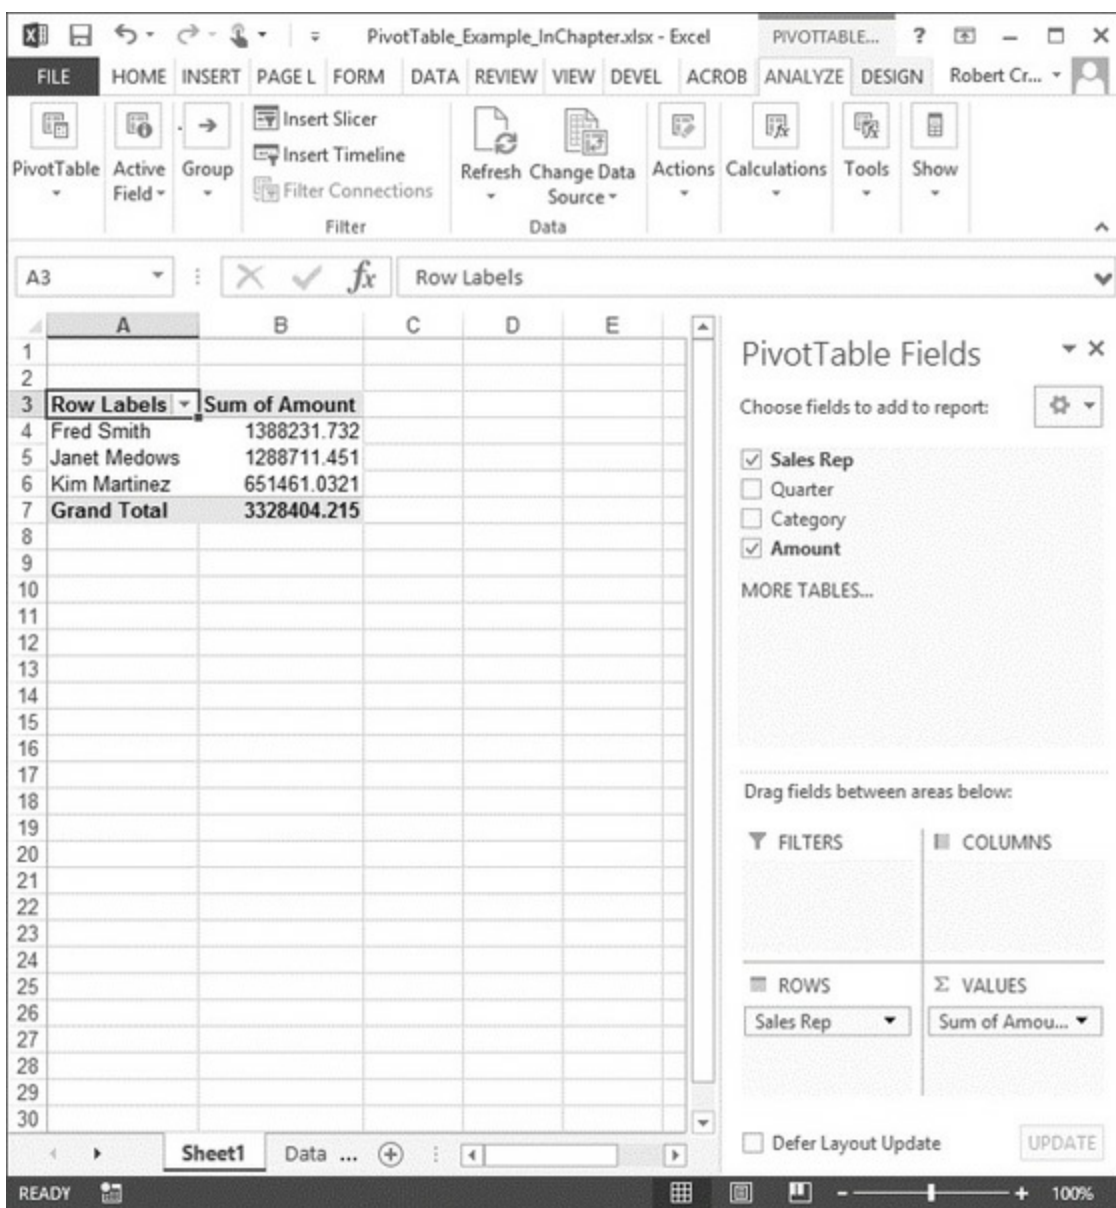 PivotTable_Example_InChapter.xlsx - Excel
PIVOTTABLE...
?
FILE HOME INSERT PAGE L FORM DATA REVIEW VIEW DEVEL ACROB ANALYZE DESIGN Robert Cr...
PivotTable
Active Field
Group
Insert Slicer
Insert Timeline
Filter Connections
Filter
Refresh
Change Data Source
Data
Actions
Calculations
Tools
Show
A3
fx
Row Labels
A B C D E
1
2
3 Row Labels Sum of Amount
4 Fred Smith 1388231.732
5 Janet Medows 1288711.451
6 Kim Martinez 651461.0321
7 Grand Total 3328404.215
8
9
10
11
12
13
14
15
16
17
18
19
20
21
22
23
24
25
26
27
28
29
30
PivotTable Fields
Choose fields to add to report:
Sales Rep
Quarter
Category
Amount
MORE TABLES...
Drag fields between areas below:
FILTERS
COLUMNS
ROWS
Σ VALUES
Sales Rep
Sum of Amou...
Defer Layout Update
UPDATE
Sheet1 Data ...
READY
100%